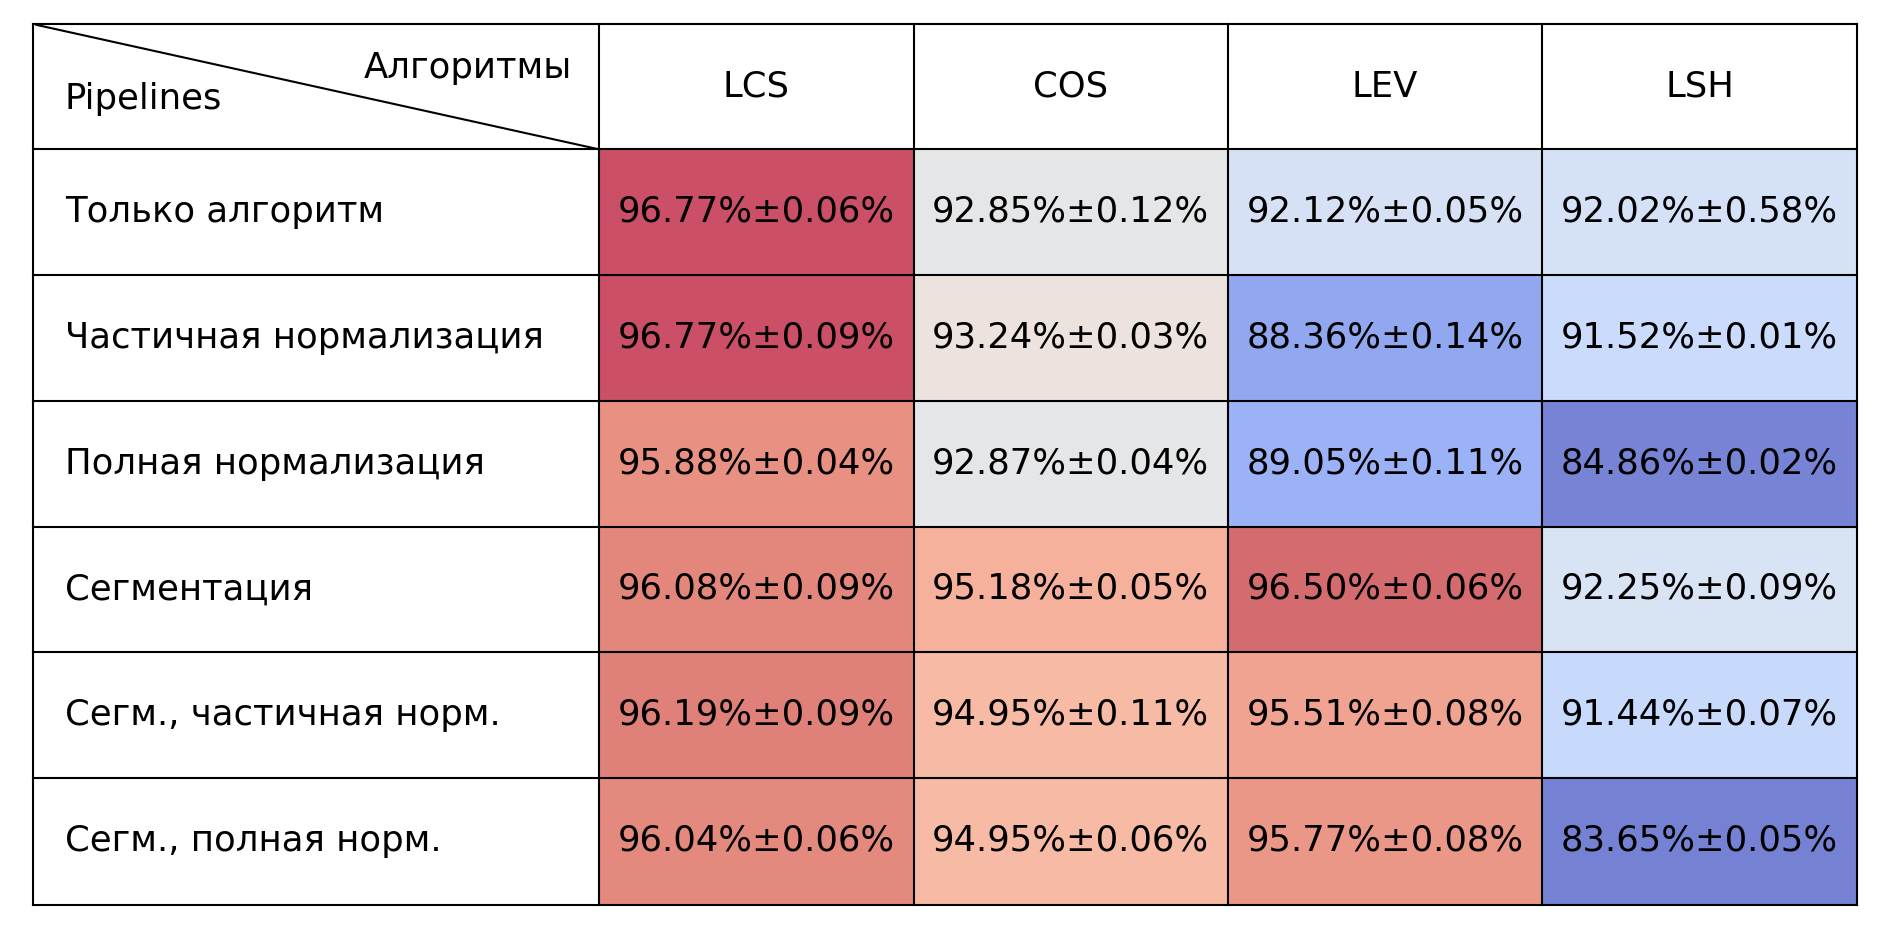 Алгоритмы
Pipelines
LCS COS LEV LSH
Только алгоритм 96.77%±0.06% 92.85%±0.12% 92.12%±0.05% 92.02%±0.58%
Частичная нормализация 96.77%±0.09% 93.24%±0.03% 88.36%±0.14% 91.52%±0.01%
Полная нормализация 95.88%±0.04% 92.87%±0.04% 89.05%±0.11% 84.86%±0.02%
Сегментация 96.08%±0.09% 95.18%±0.05% 96.50%±0.06% 92.25%±0.09%
Сегм., частичная норм. 96.19%±0.09% 94.95%±0.11% 95.51%±0.08% 91.44%±0.07%
Сегм., полная норм. 96.04%±0.06% 94.95%±0.06% 95.77%±0.08% 83.65%±0.05%